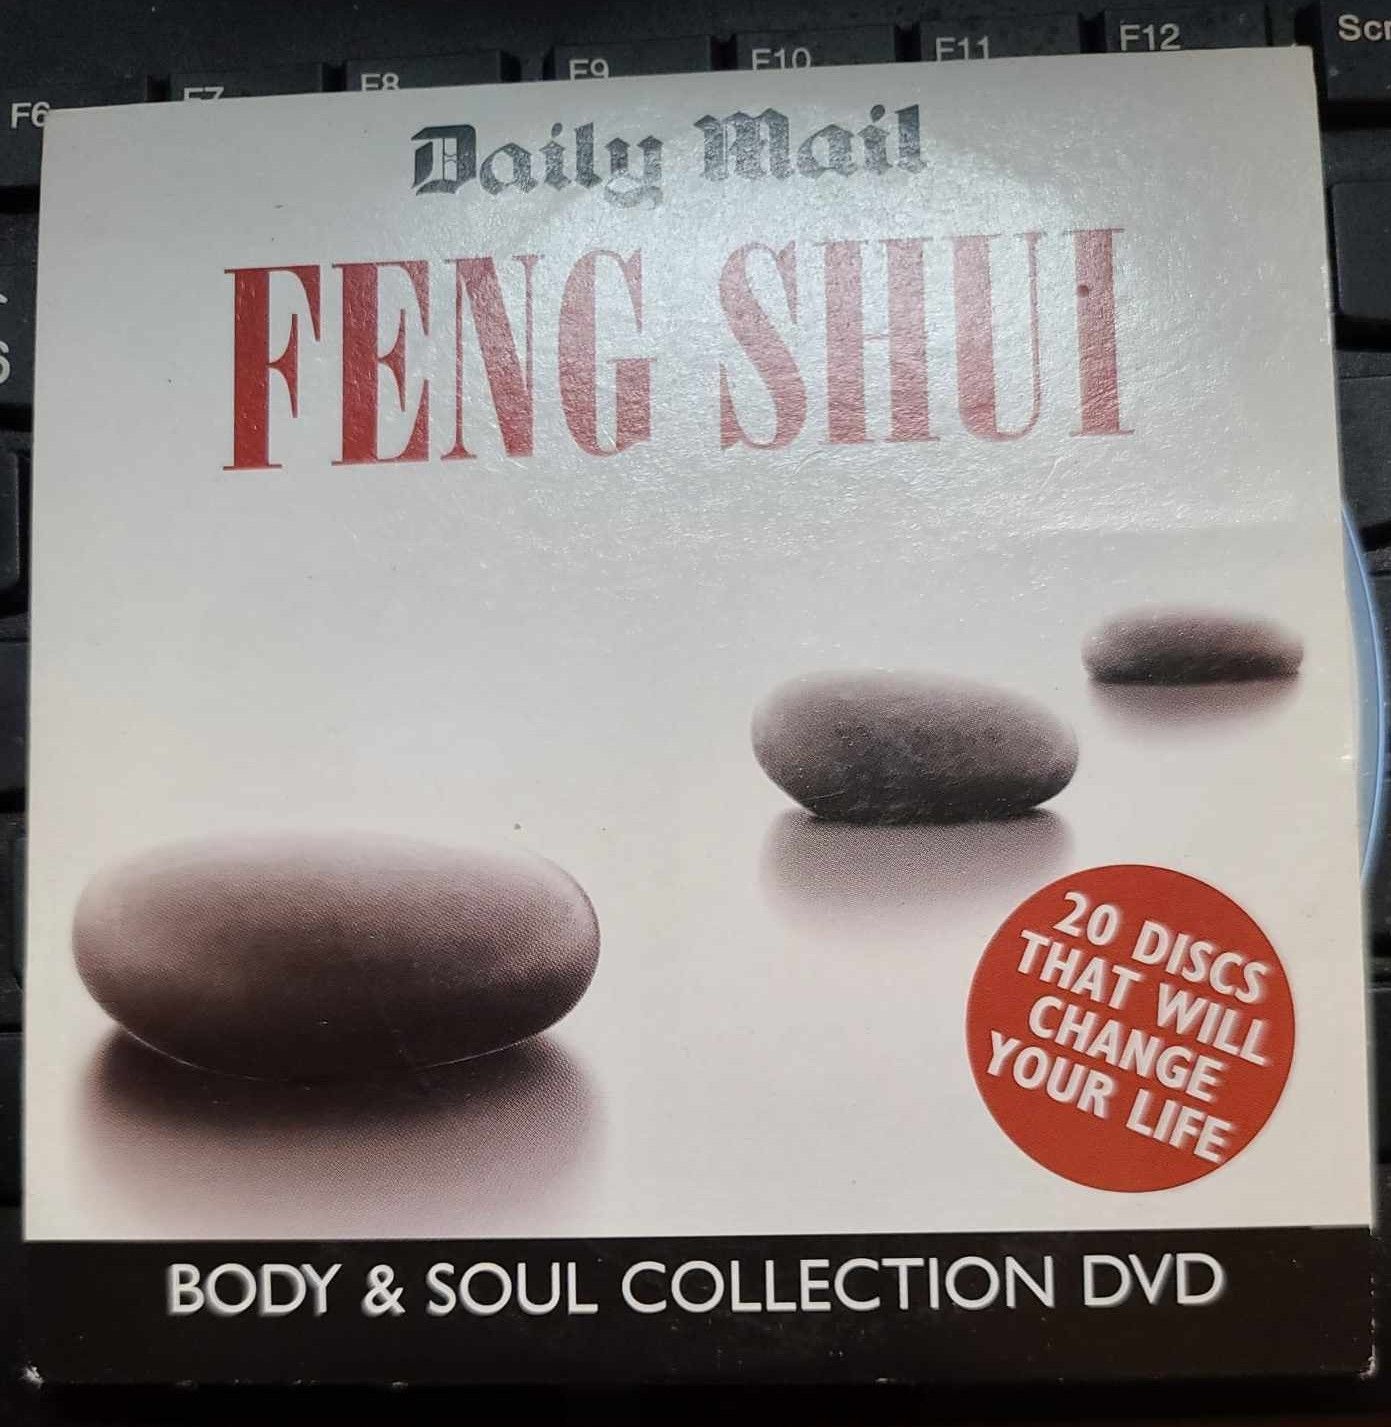 F6 F7 F8 F9 F10 F11 F12
Daily Mail
FENG SHUI
20 DISCS
THAT WILL
CHANGE
YOUR LIFE
BODY & SOUL COLLECTION DVD